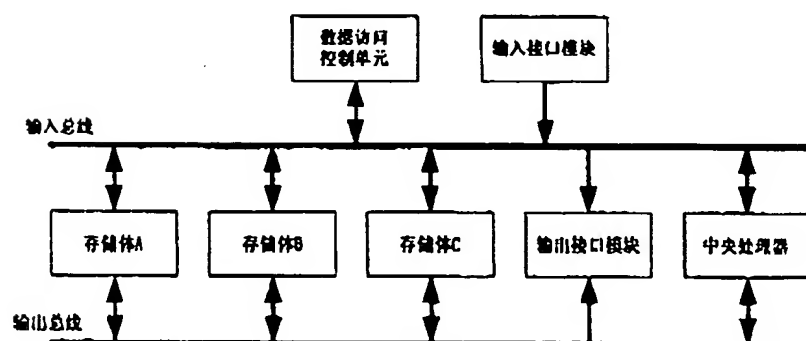 数据访问
控制单元
输入接口模块
输入总线
存储体A
存储体B
存储体C
输出接口模块
中央处理器
输出总线